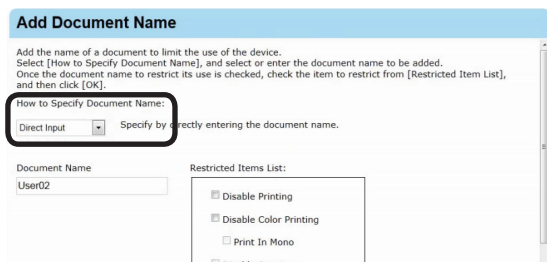 Add Document Name
Add the name of a document to limit the use of the device.
Select [How to Specify Document Name], and select or enter the document name to be added.
Once the document name to restrict its use is checked, check the item to restrict from [Restricted Item List],
and then click [OK].
How to Specify Document Name:
Direct Input Specify by directly entering the document name.
Document Name Restricted Items List:
User02
Disable Printing
Disable Color Printing
Print In Mono